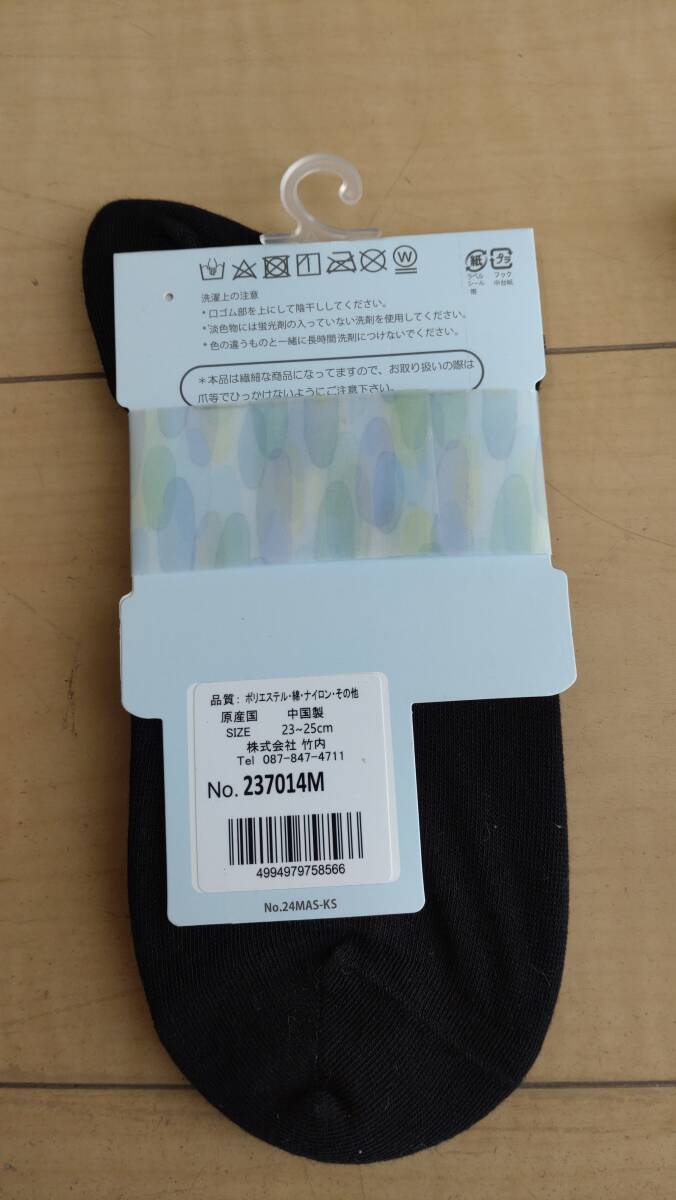 W
紙
ラベル
シール
帯
プラ
フック
中台紙
洗濯上の注意
*口ゴム部を上にして陰干ししてください。
*淡色物には蛍光剤の入っていない洗剤を使用してください。
*色の違うものと一緒に長時間洗剤につけないでください。
*本品は繊細な商品になってますので、お取り扱いの際は
爪等でひっかけないようにご注意下さい。
品質: ポリエステル・綿・ナイロン・その他
原産国 中国製
SIZE 23~25cm
株式会社 竹内
Tel 087-847-4711
No. 237014M
4994979758566
No.24MAS-KS